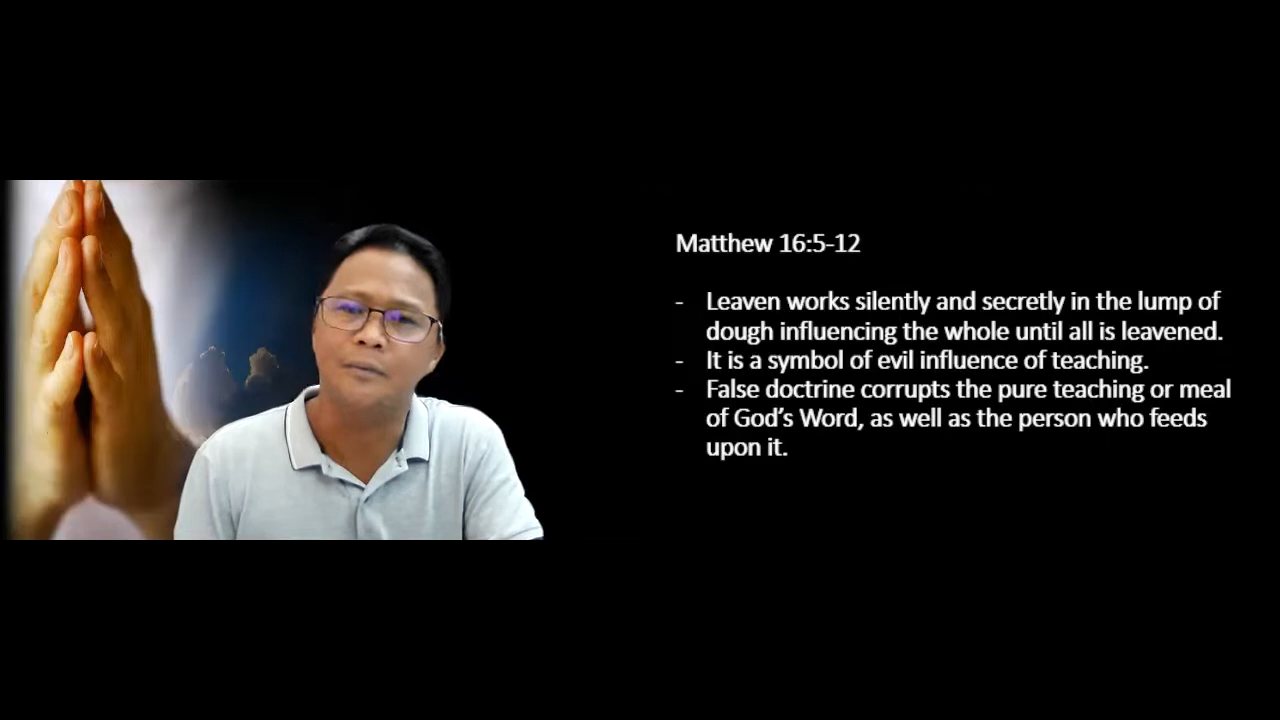 Matthew 16:5-12
- Leaven works silently and secretly in the lump of
dough influencing the whole until all is leavened.
- It is a symbol of evil influence of teaching.
- False doctrine corrupts the pure teaching or meal
of God's Word, as well as the person who feeds
upon it.